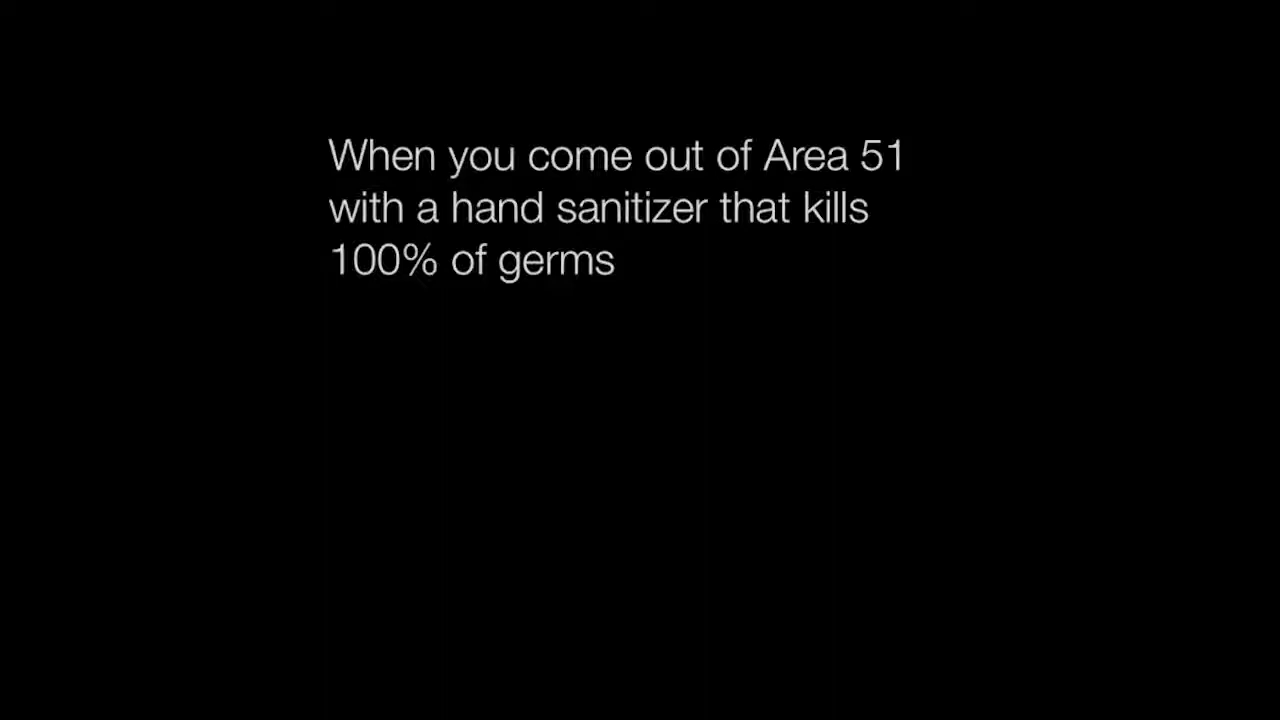 When you come out of Area 51
with a hand sanitizer that kills
100% of germs